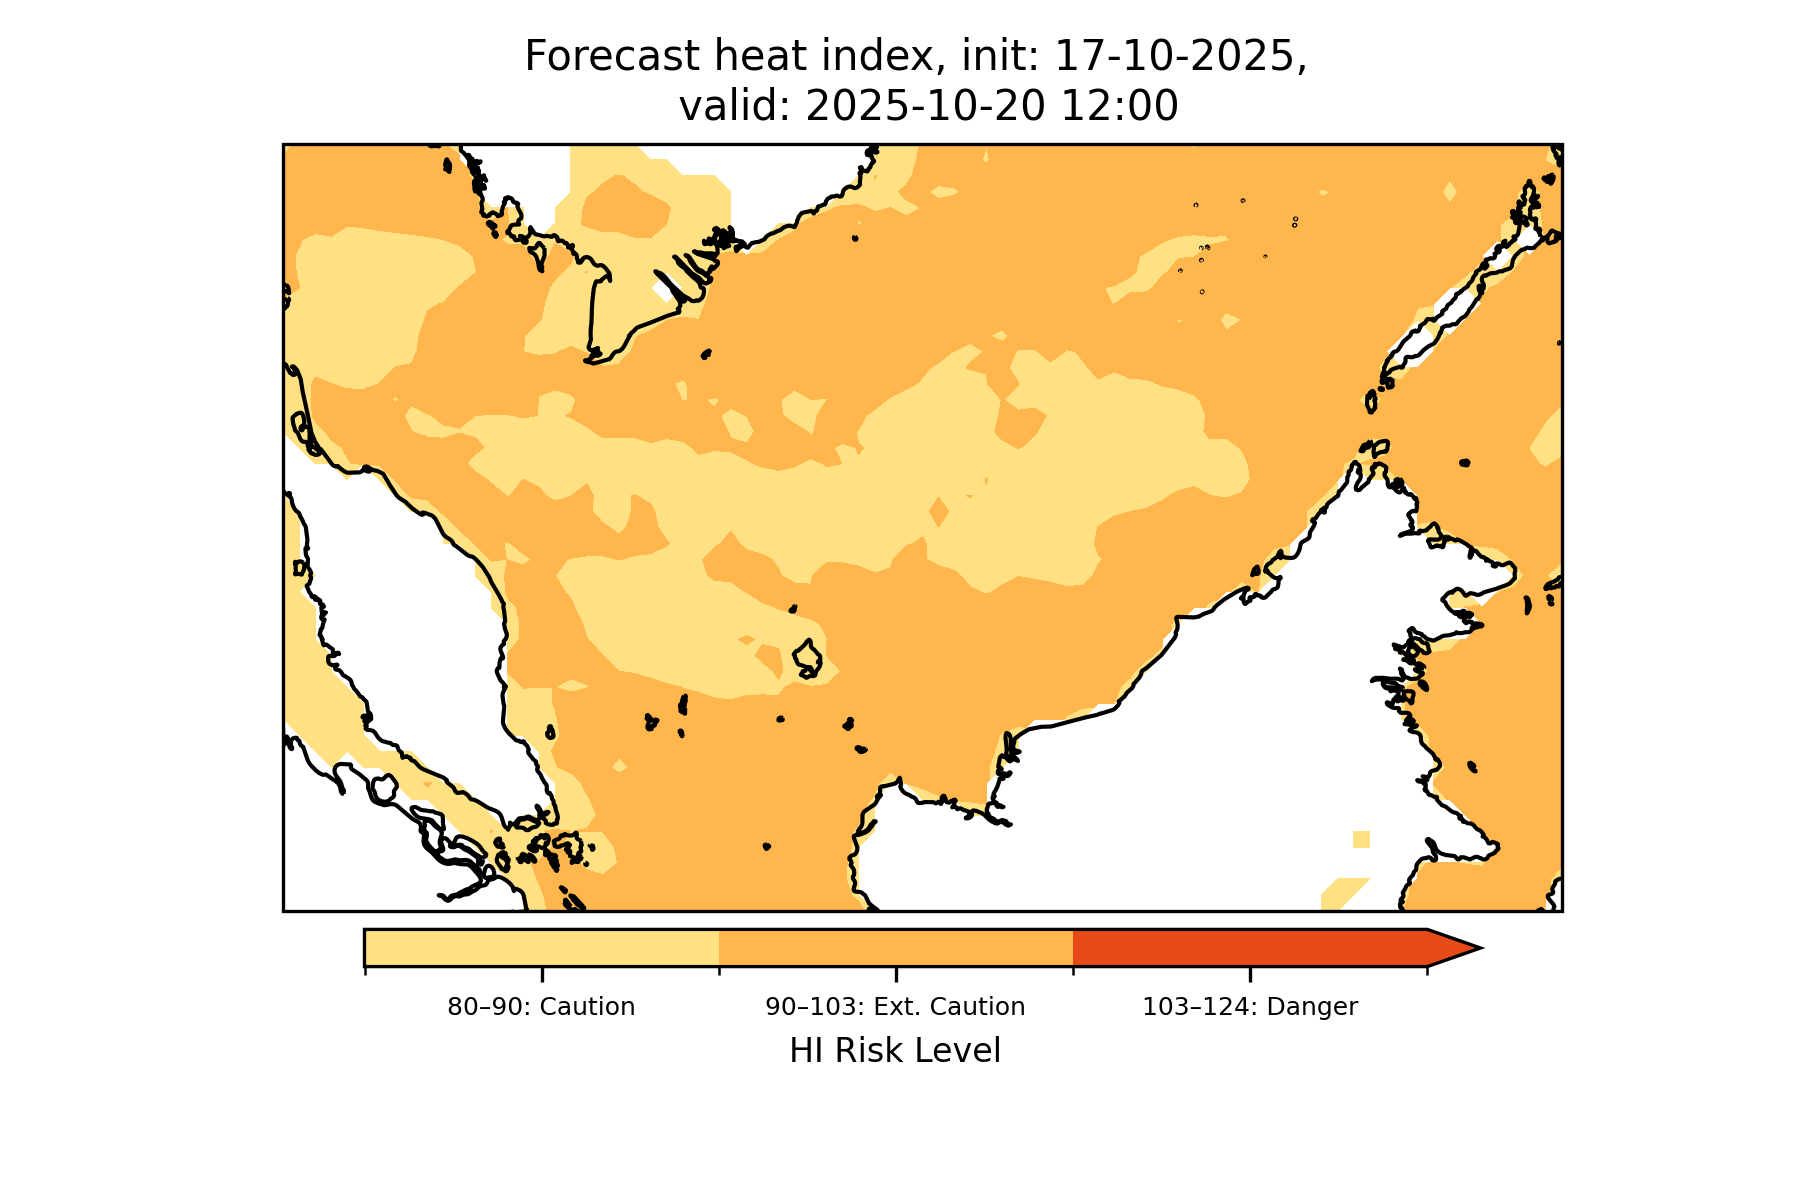 Forecast heat index, init: 17-10-2025,
valid: 2025-10-20 12:00
80–90: Caution
90–103: Ext. Caution
103–124: Danger
HI Risk Level